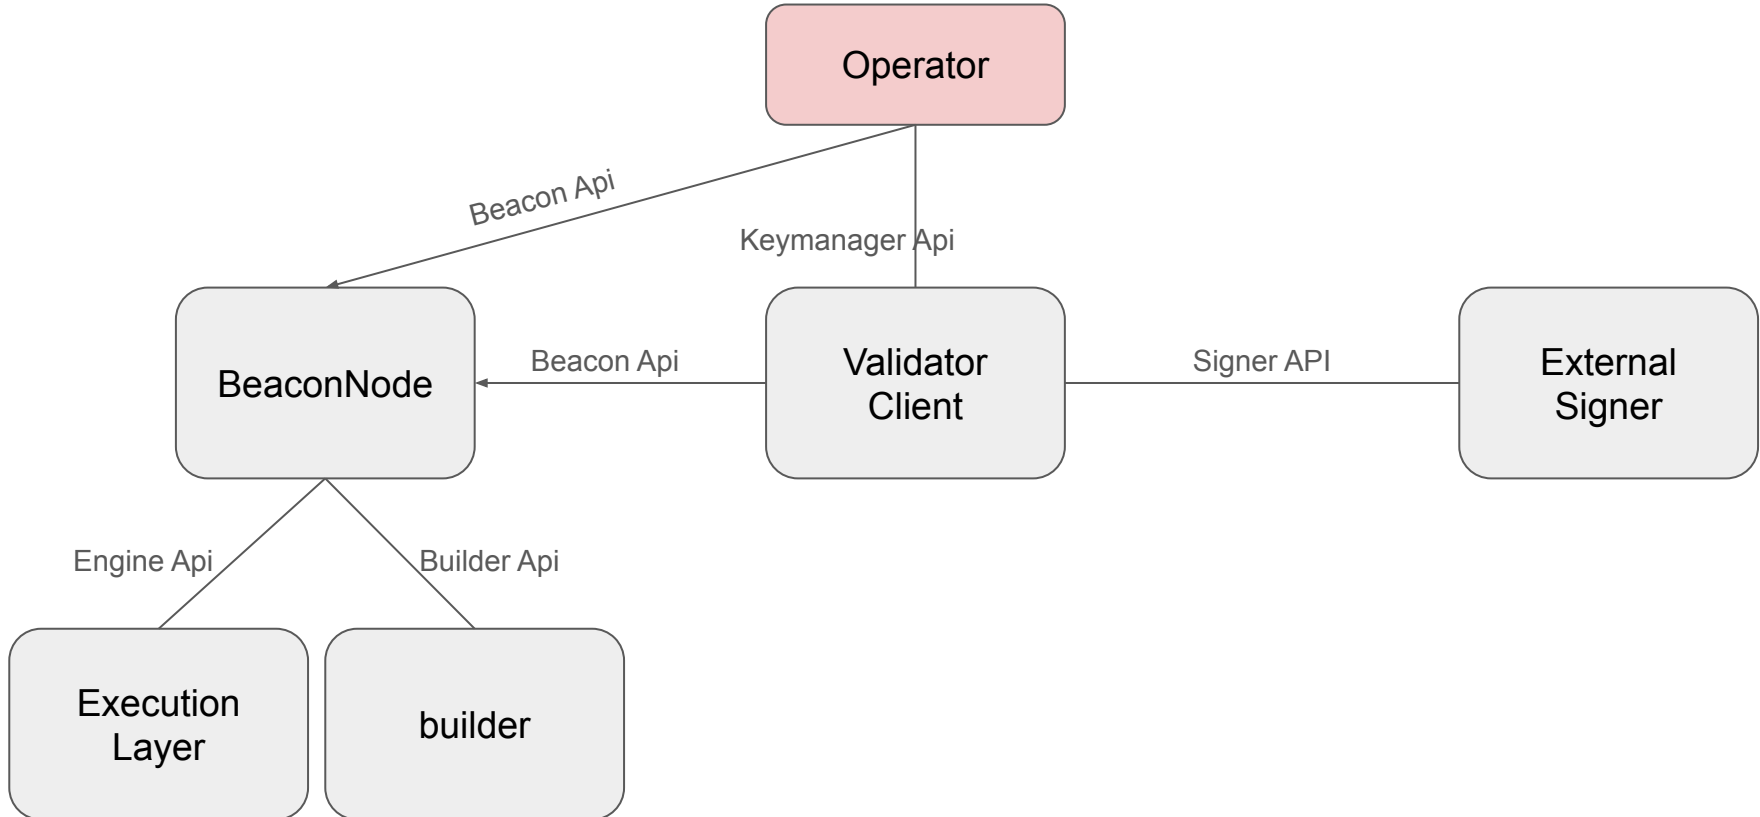 Operator
Beacon Api
Keymanager Api
BeaconNode
Beacon Api
Validator
Client
Signer API
External
Signer
Engine Api
Builder Api
Execution
Layer
builder